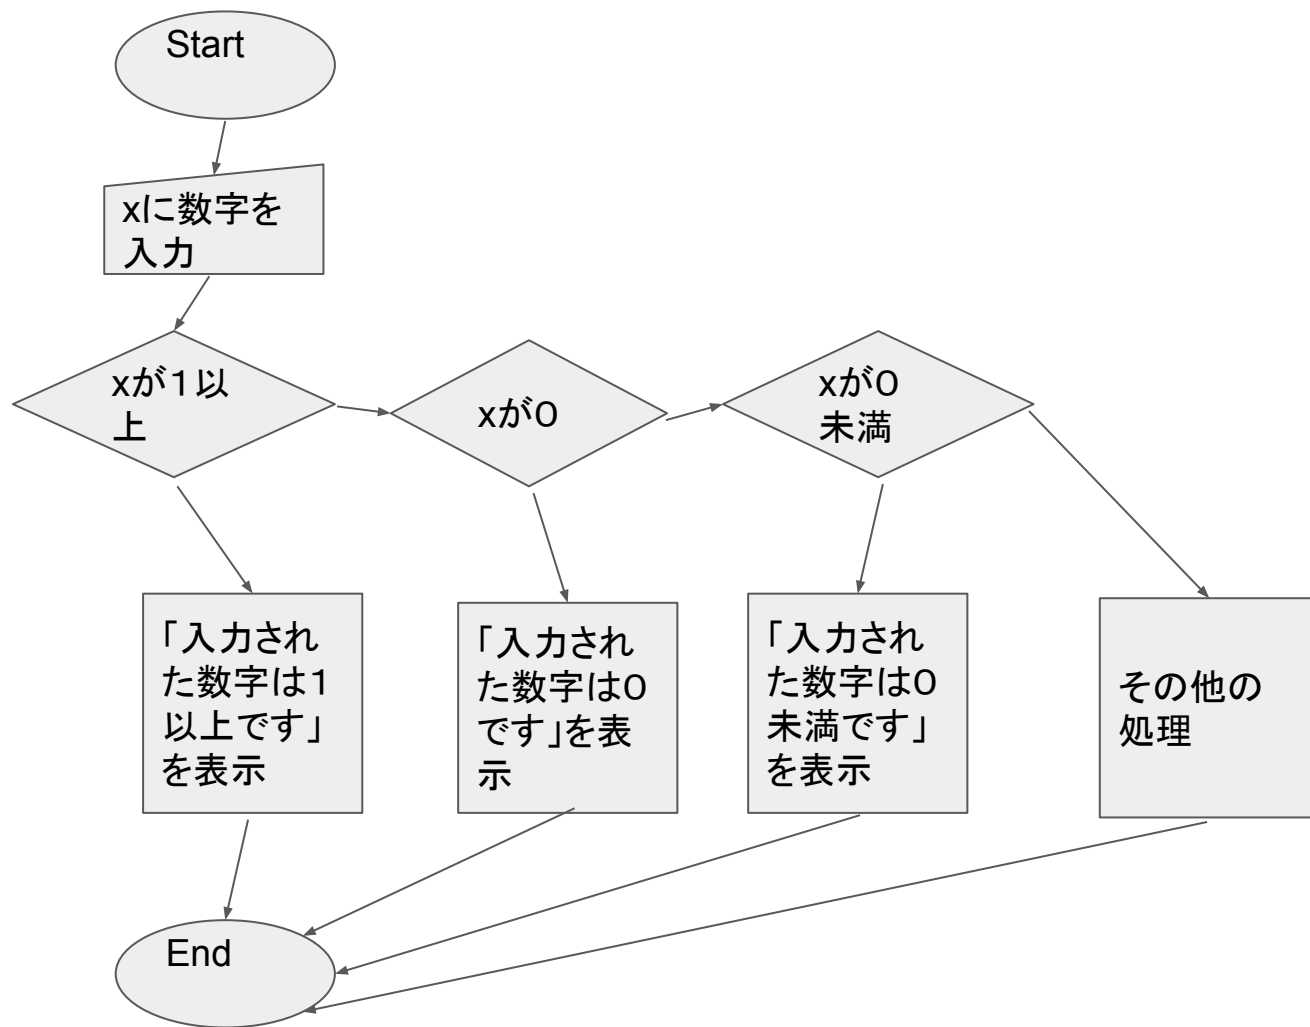 Start
xに数字を
入力
xが１以
上
xが0
xが0
未満
「入力され
た数字は1
以上です」
を表示
「入力され
た数字は0
です」を表
示
「入力され
た数字は0
未満です」
を表示
その他の
処理
End